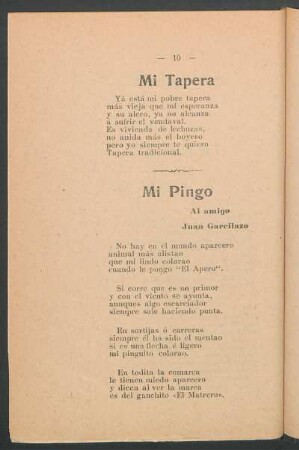 — 10 —
Mi Tapera
Yá está mi pobre tapera
más vieja que mi esperanza
y su alero, ya no alcanza
á sufrir el vendaval.
Es vivienda de lechuzas,
no anida más el boyero
pero yo siempre te quiero
Tapera tradicional.
Mi Pingo
Al amigo
Juan Garcilazo
No hay en el mundo aparcero
animal más alistao
que mi lindo colorao
cuando le pongo "El Apero".
Si corre que es un primor
y con el viento se ayunta,
aunques algo escarciador
siempre sale haciendo punta.
En sortijas ó carreras
siempre él ha sido el mentao
si es una flecha é ligero
mi pinguito colorao.
En todita la comarca
le tienen miedo aparcero
y dicen al ver la marca
es del gauchito «El Matrero».